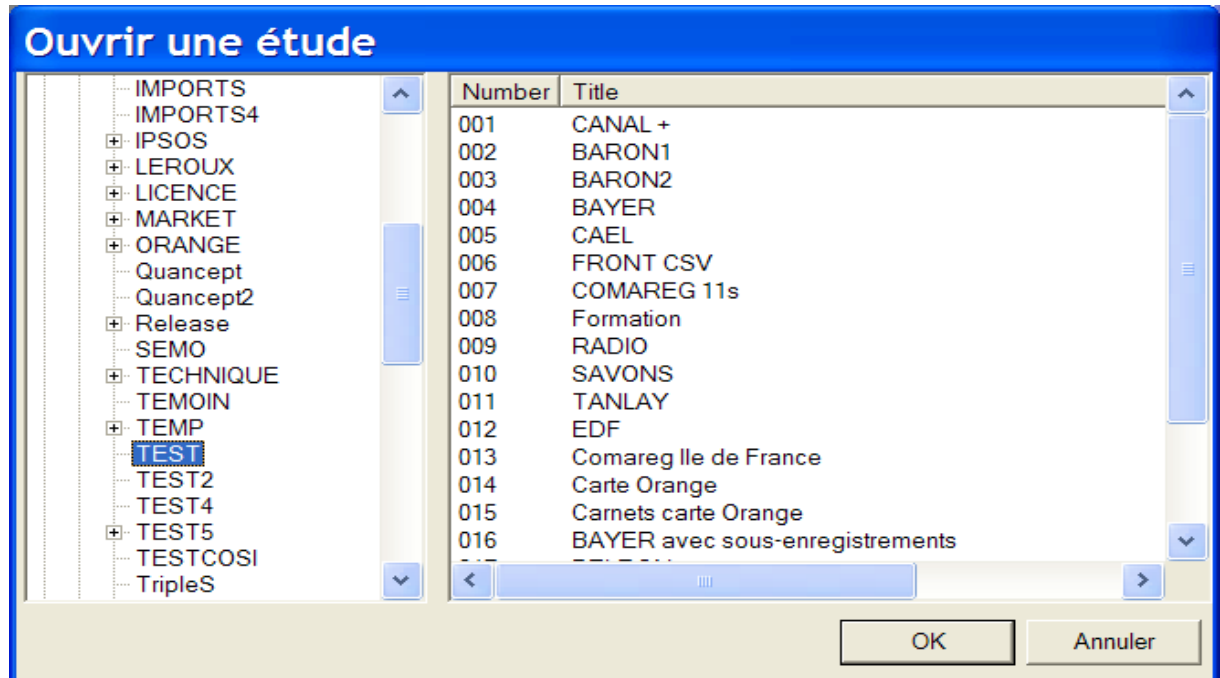 Ouvrir une étude
IMPORTS
IMPORTS4
IPSOS
LEROUX
LICENCE
MARKET
ORANGE
Quancept
Quancept2
Release
SEMO
TECHNIQUE
TEMOIN
TEMP
TEST
TEST2
TEST4
TEST5
TESTCOSI
TripleS
Number Title
001 CANAL +
002 BARON1
003 BARON2
004 BAYER
005 CAEL
006 FRONT CSV
007 COMAREG 11s
008 Formation
009 RADIO
010 SAVONS
011 TANLAY
012 EDF
013 Comareg Ile de France
014 Carte Orange
015 Carnets carte Orange
016 BAYER avec sous-enregistrements
OK
Annuler